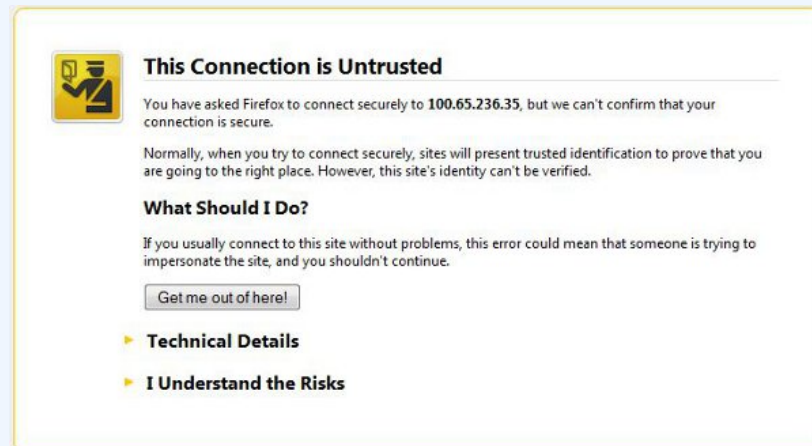 This Connection is Untrusted
You have asked Firefox to connect securely to 100.65.236.35, but we can't confirm that your
connection is secure.
Normally, when you try to connect securely, sites will present trusted identification to prove that you
are going to the right place. However, this site's identity can't be verified.
What Should I Do?
If you usually connect to this site without problems, this error could mean that someone is trying to
impersonate the site, and you shouldn't continue.
Get me out of here!
Technical Details
I Understand the Risks